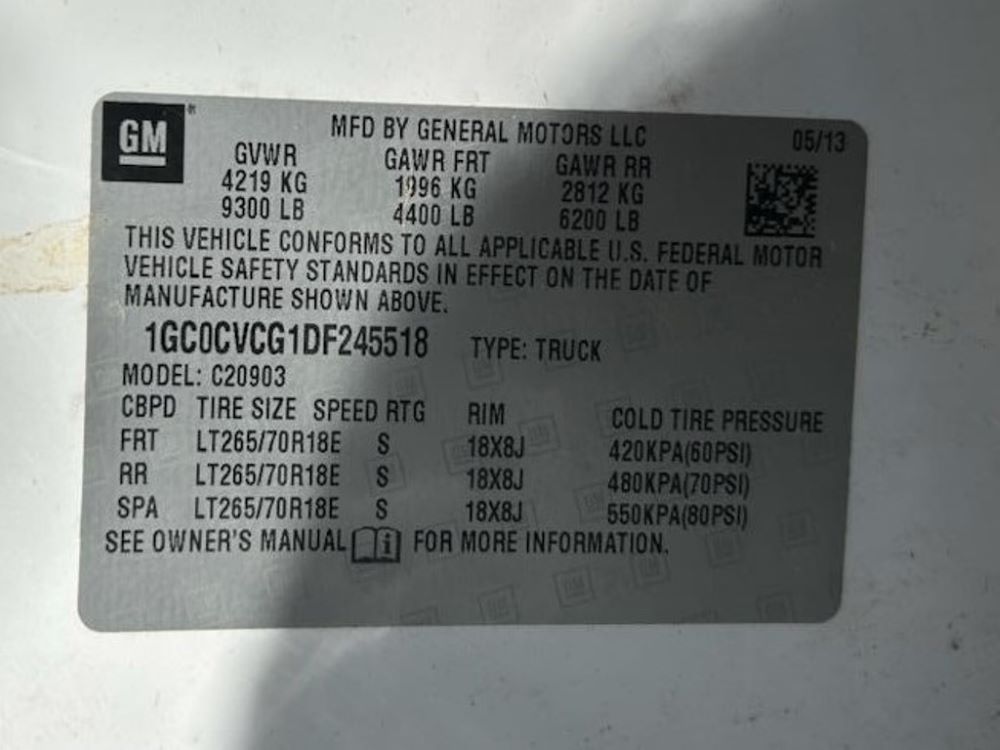 GM
MFD BY GENERAL MOTORS LLC 05/13
GVWR GAWR FRT GAWR RR
4219 KG 1996 KG 2812 KG
9300 LB 4400 LB 6200 LB
THIS VEHICLE CONFORMS TO ALL APPLICABLE U.S. FEDERAL MOTOR
VEHICLE SAFETY STANDARDS IN EFFECT ON THE DATE OF
MANUFACTURE SHOWN ABOVE.
1GC0CVCG1DF245518 TYPE: TRUCK
MODEL: C20903
CBPD TIRE SIZE SPEED RTG RIM COLD TIRE PRESSURE
FRT LT265/70R18E S 18X8J 420KPA(60PSI)
RR LT265/70R18E S 18X8J 480KPA(70PSI)
SPA LT265/70R18E S 18X8J 550KPA(80PSI)
SEE OWNER'S MANUAL i FOR MORE INFORMATION.